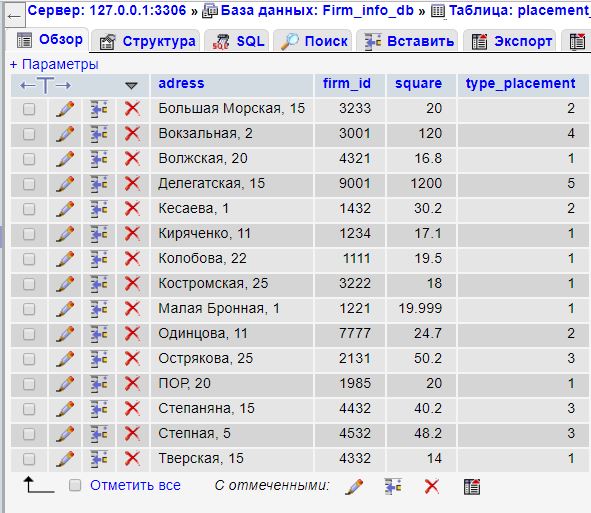 Сервер: 127.0.0.1:3306 » База данных: Firm_info_db » Таблица: placement_
Обзор Структура SQL Поиск Вставить Экспорт
+ Параметры
←T→ adress firm_id square type_placement
Большая Морская, 15 3233 20 2
Вокзальная, 2 3001 120 4
Волжская, 20 4321 16.8 1
Делегатская, 15 9001 1200 5
Кесаева, 1 1432 30.2 2
Киряченко, 11 1234 17.1 1
Колобова, 22 1111 19.5 1
Костромская, 25 3222 18 1
Малая Бронная, 1 1221 19.999 1
Одинцова, 11 7777 24.7 2
Острякова, 25 2131 50.2 3
ПОР, 20 1985 20 1
Степаняна, 15 4432 40.2 3
Степная, 5 4532 48.2 3
Тверская, 15 4332 14 1
Отметить все С отмеченными: